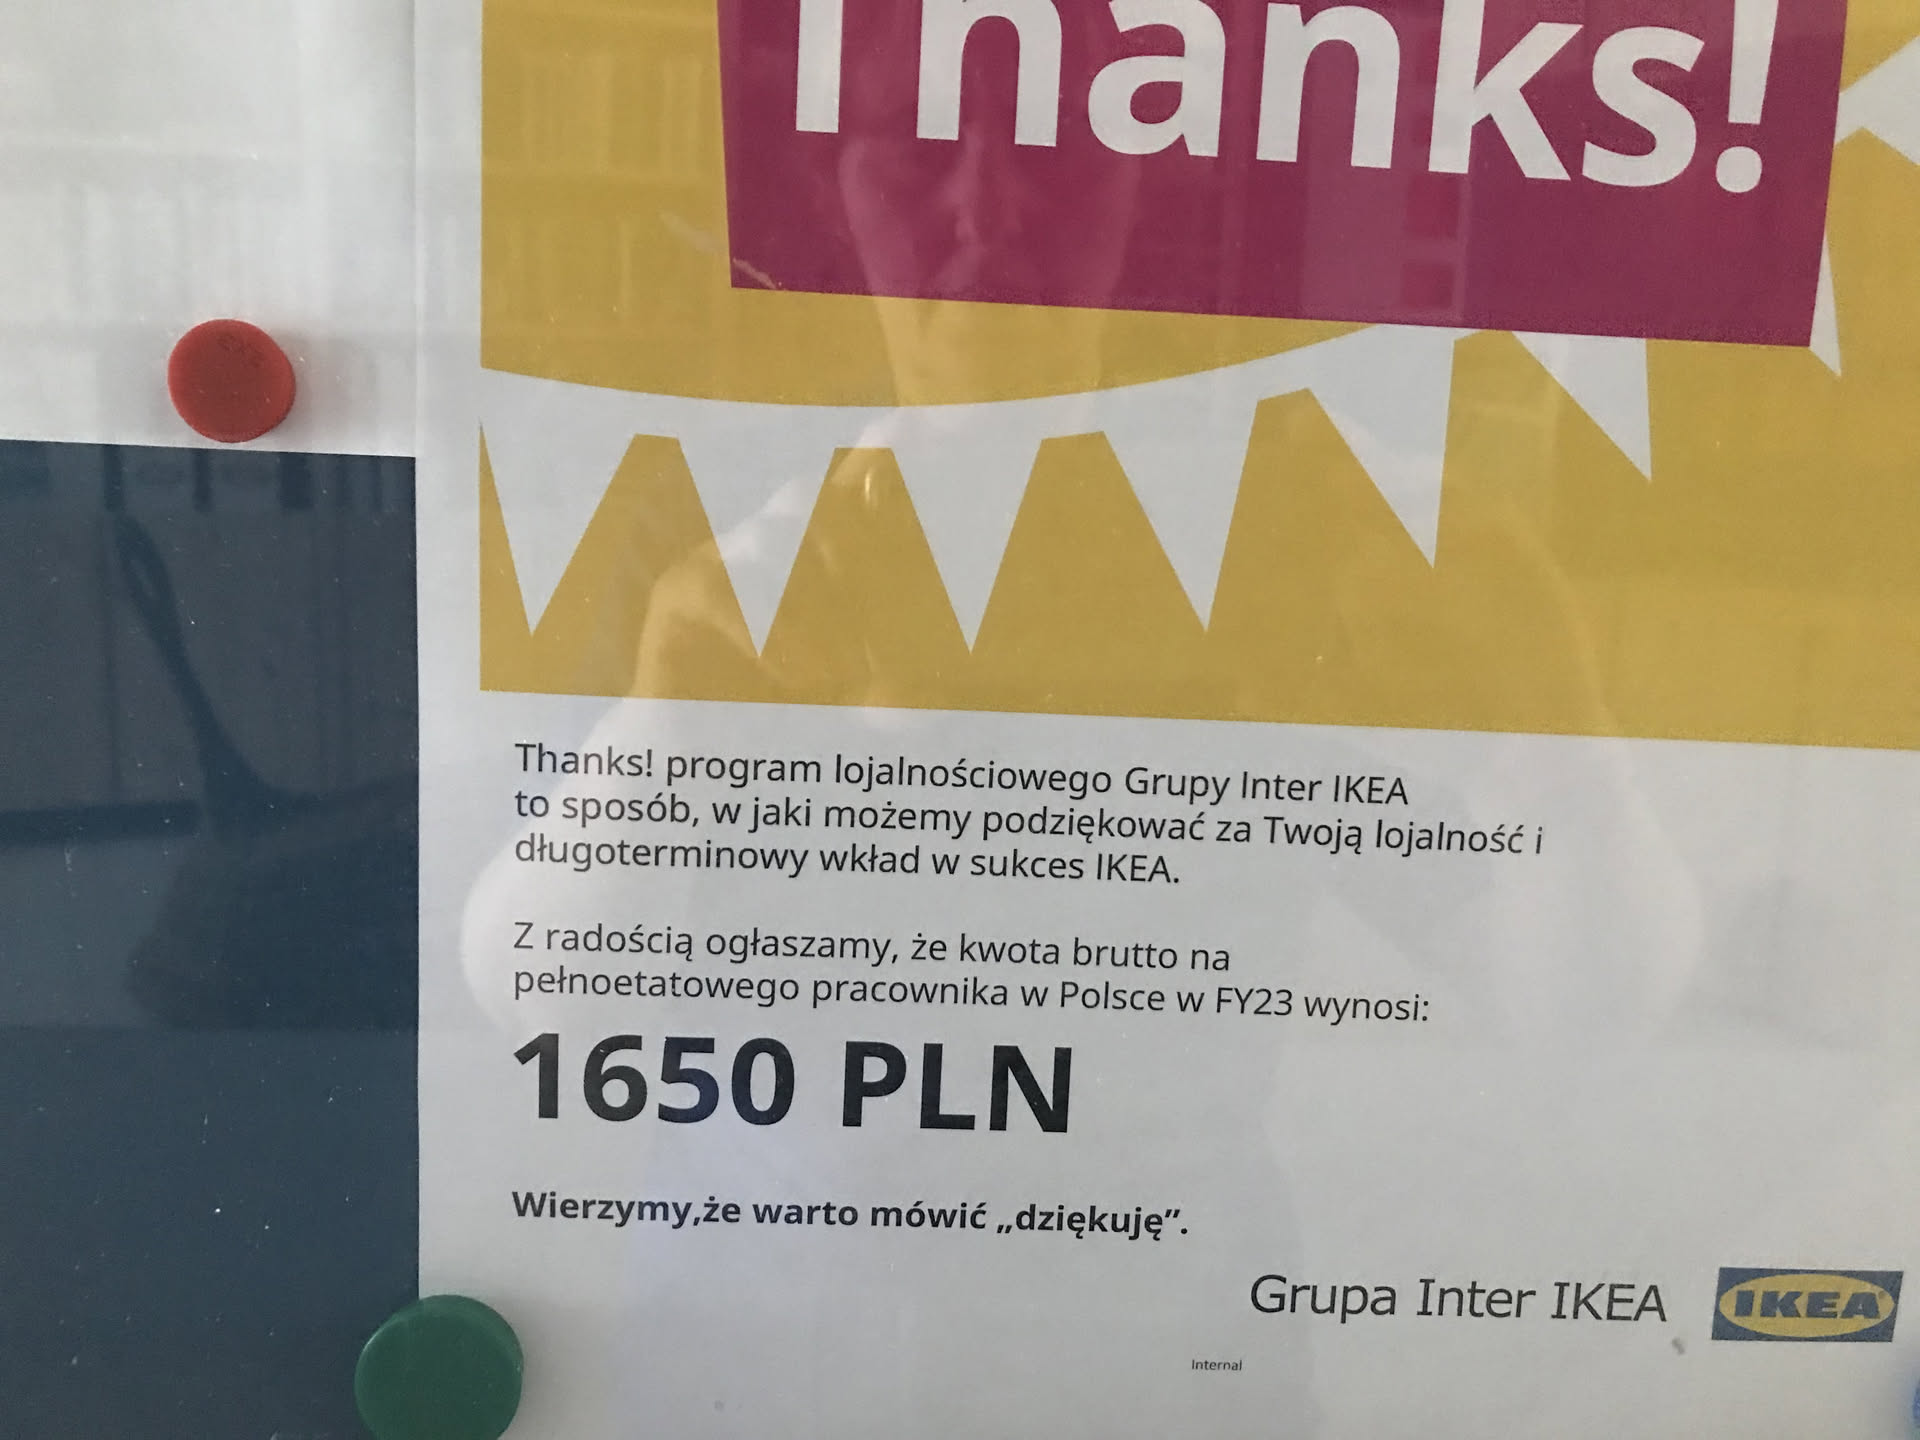 Thanks!
Thanks! program lojalnościowego Grupy Inter IKEA
to sposób, w jaki możemy podziękować za Twoją lojalność i
długoterminowy wkład w sukces IKEA.
Z radością ogłaszamy, że kwota brutto na
pełnoetatowego pracownika w Polsce w FY23 wynosi:
1650 PLN
Wierzymy,że warto mówić „dziękuję”.
Grupa Inter IKEA
IKEA
Internal